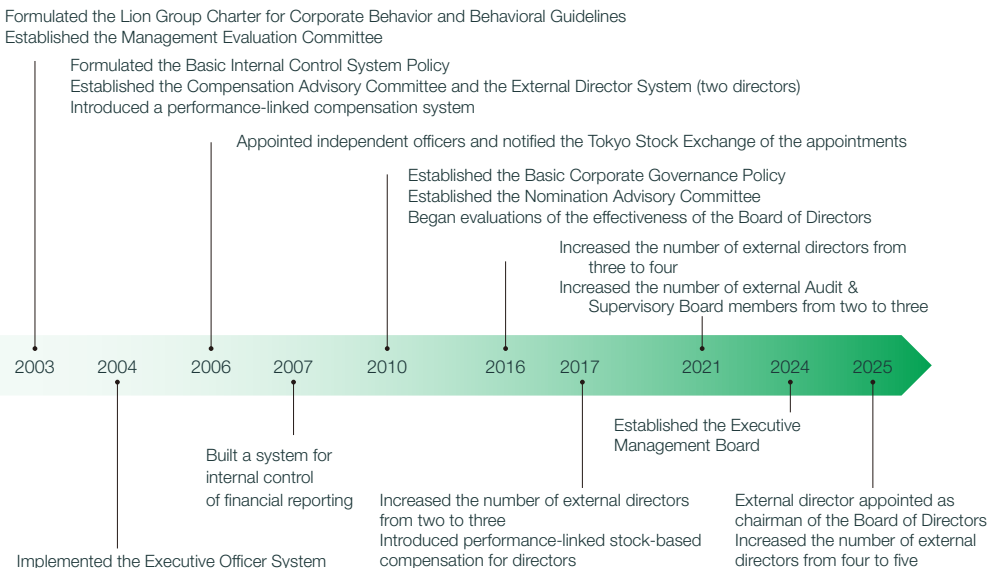 Formulated the Lion Group Charter for Corporate Behavior and Behavioral Guidelines
Established the Management Evaluation Committee
Formulated the Basic Internal Control System Policy
Established the Compensation Advisory Committee and the External Director System (two directors)
Introduced a performance-linked compensation system
Appointed independent officers and notified the Tokyo Stock Exchange of the appointments
Established the Basic Corporate Governance Policy
Established the Nomination Advisory Committee
Began evaluations of the effectiveness of the Board of Directors
Increased the number of external directors from
three to four
Increased the number of external Audit &
Supervisory Board members from two to three
2003 2004 2006 2007 2010 2016 2017 2021 2024 2025
Established the Executive
Management Board
Built a system for
internal control
of financial reporting
Increased the number of external directors
from two to three
Introduced performance-linked stock-based
compensation for directors
External director appointed as
chairman of the Board of Directors
Increased the number of external
directors from four to five
Implemented the Executive Officer System